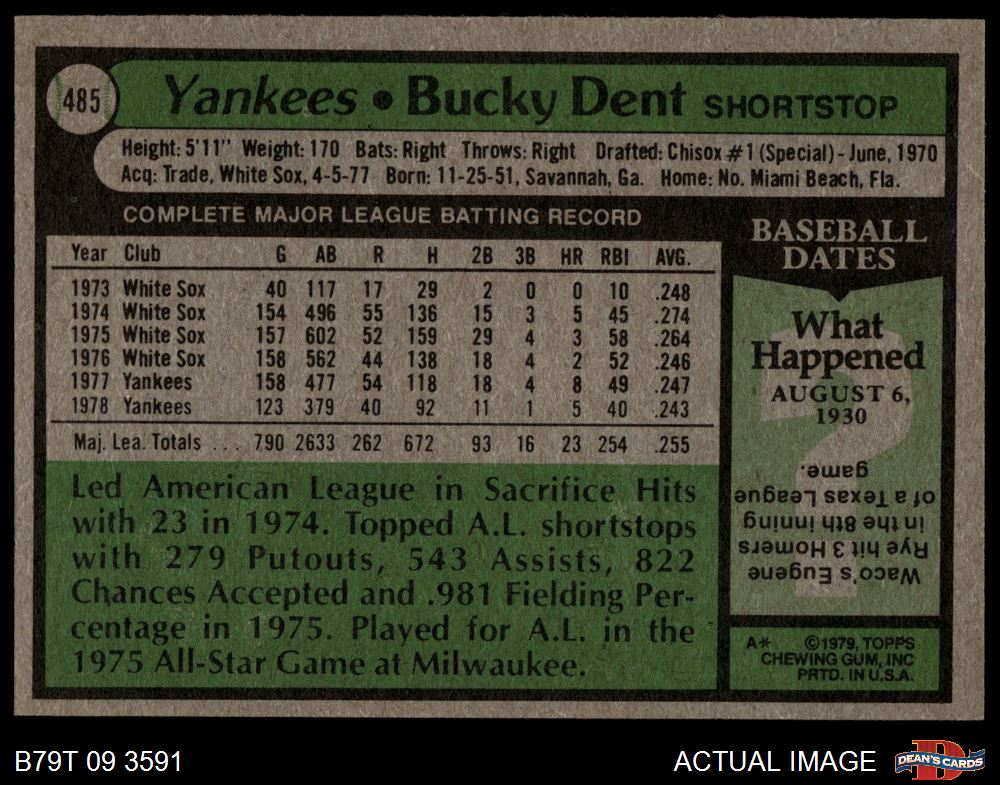 485
Yankees • Bucky Dent SHORTSTOP
Height: 5'11" Weight: 170 Bats: Right Throws: Right Drafted: Chisox #1 (Special) - June, 1970
Acq: Trade, White Sox, 4-5-77 Born: 11-25-51, Savannah, Ga. Home: No. Miami Beach, Fla.
COMPLETE MAJOR LEAGUE BATTING RECORD
Year Club G AB R H 2B 3B HR RBI AVG.
1973 White Sox 40 117 17 29 2 0 0 10 .248
1974 White Sox 154 496 55 136 15 3 5 45 .274
1975 White Sox 157 602 52 159 29 4 3 58 .264
1976 White Sox 158 562 44 138 18 4 2 52 .246
1977 Yankees 158 477 54 118 18 4 8 49 .247
1978 Yankees 123 379 40 92 11 1 5 40 .243
Maj. Lea. Totals . . . 790 2633 262 672 93 16 23 254 .255
Led American League in Sacrifice Hits
with 23 in 1974. Topped A.L. shortstops
with 279 Putouts, 543 Assists, 822
Chances Accepted and .981 Fielding Per-
centage in 1975. Played for A.L. in the
1975 All-Star Game at Milwaukee.
BASEBALL
DATES
What
Happened
AUGUST 6,
1930
?
Waco's Eugene
Rye hit 3 Homers
in the 8th inning
of a Texas League
game.
A* ©1979, TOPPS
CHEWING GUM, INC
PRTD. IN U.S.A.
B79T 09 3591
ACTUAL IMAGE
D
DEAN'S CARDS